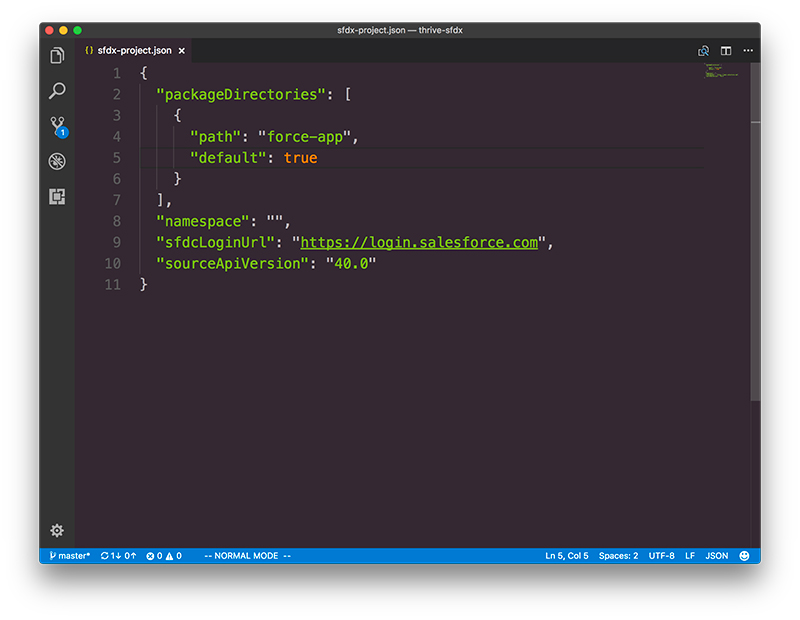 sfdx-project.json — thrive-sfdx
{} sfdx-project.json ×
1 {
2 "packageDirectories": [
3 {
4 "path": "force-app",
5 "default": true
6 }
7 ],
8 "namespace": "",
9 "sfdcLoginUrl": "https://login.salesforce.com",
10 "sourceApiVersion": "40.0"
11 }
1
master* 1↓ 0↑ 0 0 -- NORMAL MODE -- Ln 5, Col 5 Spaces: 2 UTF-8 LF JSON